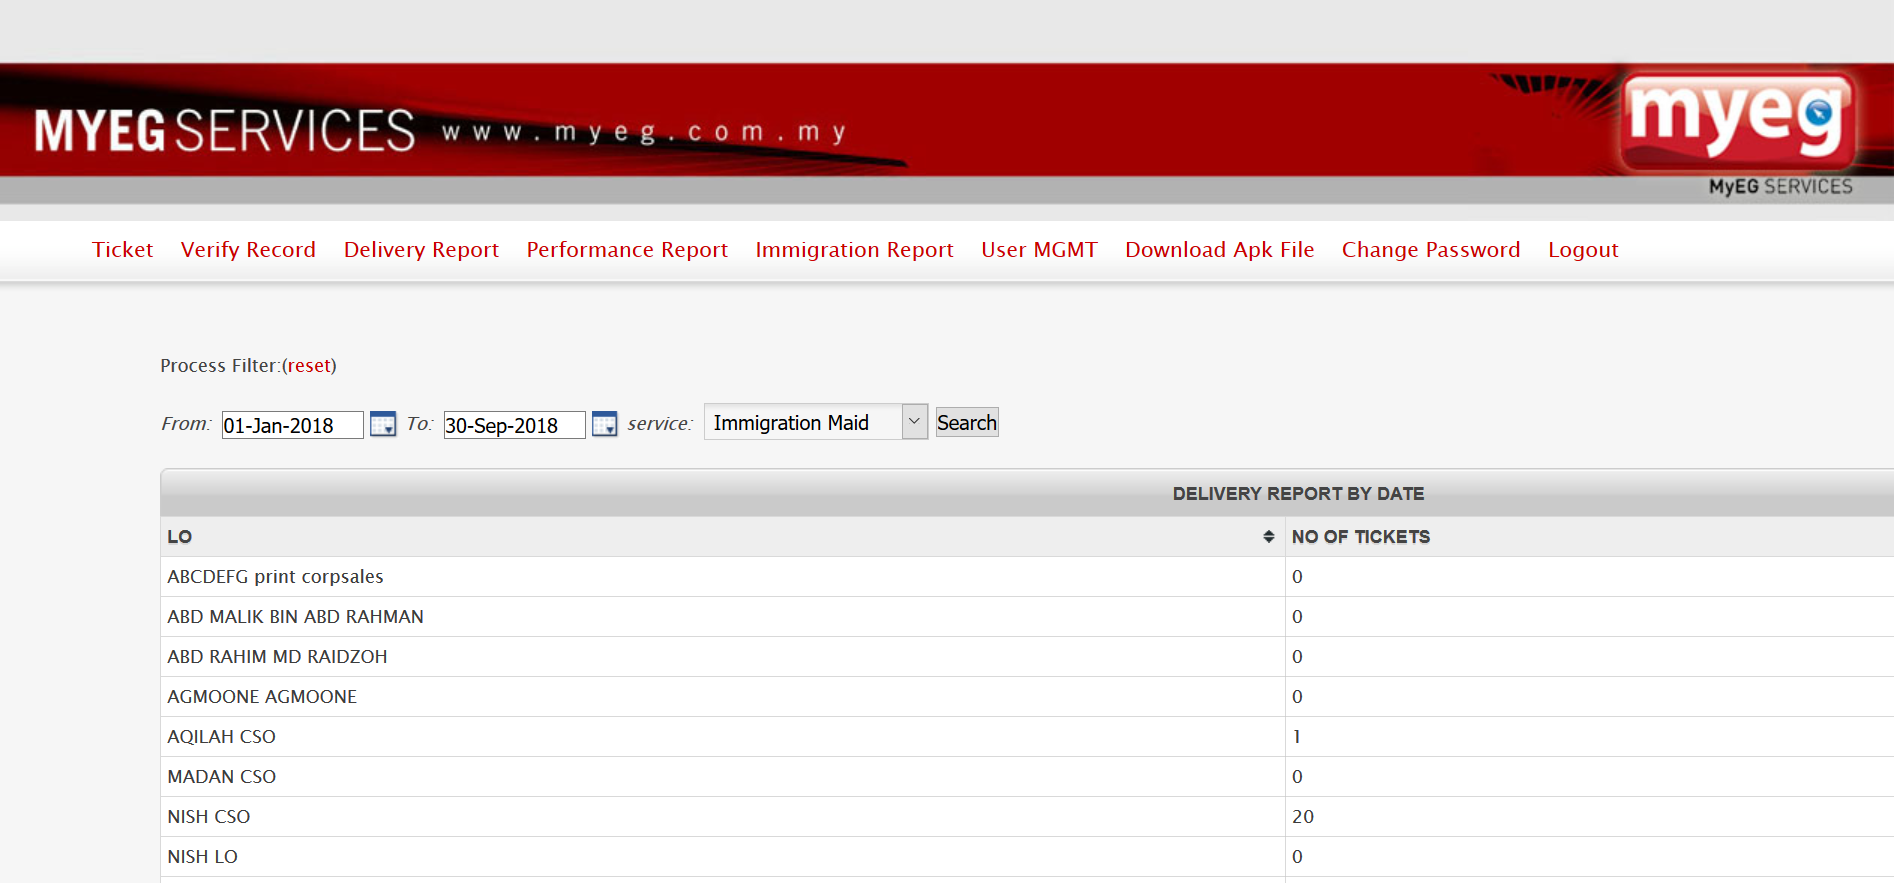 MYEG SERVICES www.myeg.com.my
myeg
MyEG SERVICES
Ticket Verify Record Delivery Report Performance Report Immigration Report User MGMT Download Apk File Change Password Logout
Process Filter:(reset)
From: 01-Jan-2018 To: 30-Sep-2018 service: Immigration Maid Search
DELIVERY REPORT BY DATE
LO NO OF TICKETS
ABCDEFG print corpsales 0
ABD MALIK BIN ABD RAHMAN 0
ABD RAHIM MD RAIDZOH 0
AGMOONE AGMOONE 0
AQILAH CSO 1
MADAN CSO 0
NISH CSO 20
NISH LO 0